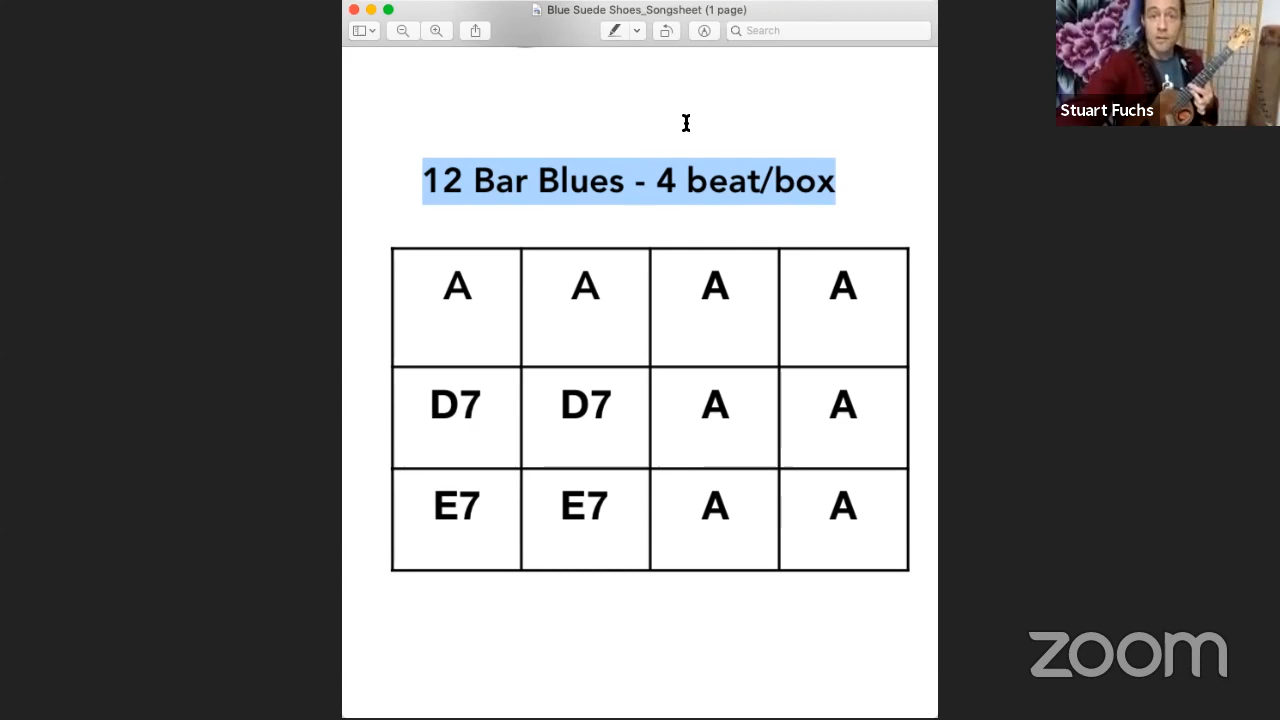 Blue Suede Shoes_Songsheet (1 page)
Search
Stuart Fuchs
12 Bar Blues - 4 beat/box
A A A A
D7 D7 A A
E7 E7 A A
zoom